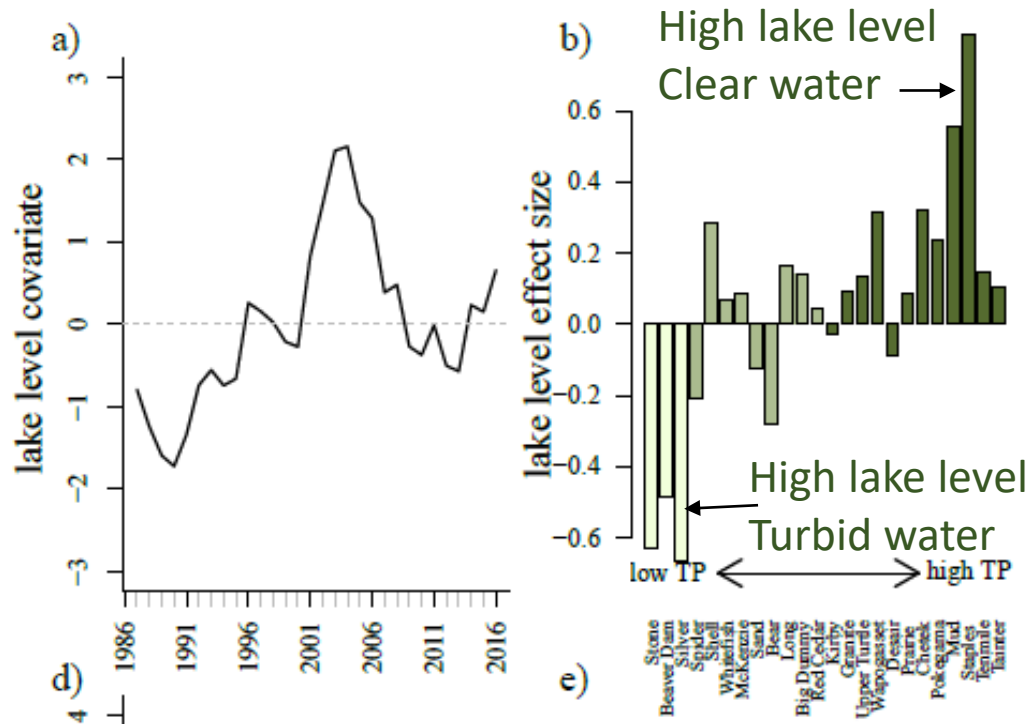 a)
lake level covariate
3
2
1
0
−1
−2
−3
1986
1991
1996
2001
2006
2011
2016
b)
High lake level
Clear water
lake level effect size
0.6
0.4
0.2
0.0
−0.2
−0.4
−0.6
High lake level
Turbid water
low TP
high TP
Stone
Beaver Dam
Silver
Spider
Shell
Whitefish
McKenzie
Sand
Bear
Long
Big Dummy
Red Cedar
Kirby
Granite
Upper Turtle
Wapogasset
Desair
Prairie
Chetek
Pokegama
Mud
Staples
Tenmile
Tainter
d)
4
e)